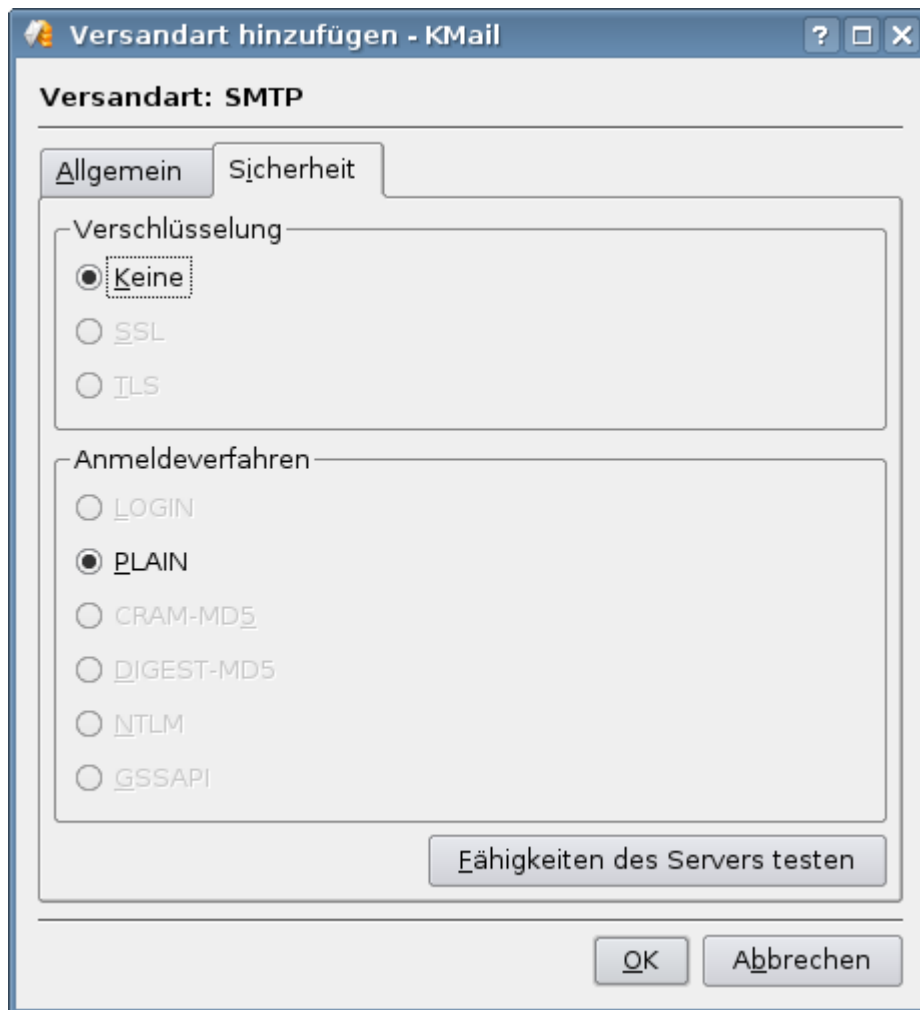 Versandart hinzufügen - KMail
Versandart: SMTP
Allgemein Sicherheit
Verschlüsselung
Keine
SSL
TLS
Anmeldeverfahren
LOGIN
PLAIN
CRAM-MD5
DIGEST-MD5
NTLM
GSSAPI
Fähigkeiten des Servers testen
OK Abbrechen